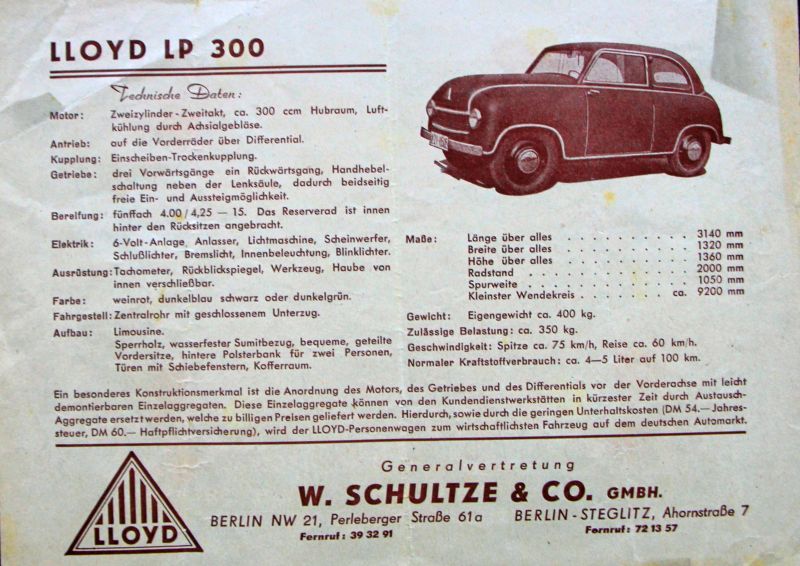 LLOYD LP 300
Technische Daten:
Motor: Zweizylinder-Zweitakt, ca. 300 ccm Hubraum, Luft-
kühlung durch Achsialgebläse.
Antrieb: auf die Vorderräder über Differential.
Kupplung: Einscheiben-Trockenkupplung.
Getriebe: drei Vorwärtsgänge ein Rückwärtsgang, Handhebel-
schaltung neben der Lenksäule, dadurch beidseitig
freie Ein- und Aussteigmöglichkeit.
Bereifung: fünffach 4.00/4,25 — 15. Das Reserverad ist innen
hinter den Rücksitzen angebracht.
Elektrik: 6-Volt-Anlage, Anlasser, Lichtmaschine, Scheinwerfer,
Schlußlichter, Bremslicht, Innenbeleuchtung, Blinklichter.
Ausrüstung: Tachometer, Rückblickspiegel, Werkzeug, Haube von
innen verschließbar.
Farbe: weinrot, dunkelblau schwarz oder dunkelgrün.
Fahrgestell: Zentralrohr mit geschlossenem Unterzug.
Aufbau: Limousine.
Sperrholz, wasserfester Sumitbezug, bequeme, geteilte
Vordersitze, hintere Polsterbank für zwei Personen,
Türen mit Schiebefenstern, Kofferraum.
Maße: Länge über alles . . . . . . . . . . 3140 mm
Breite über alles . . . . . . . . . . 1320 mm
Höhe über alles . . . . . . . . . . 1360 mm
Radstand . . . . . . . . . . 2000 mm
Spurweite . . . . . . . . . . 1050 mm
Kleinster Wendekreis . . . . . . ca. 9200 mm
Gewicht: Eigengewicht ca. 400 kg.
Zulässige Belastung: ca. 350 kg.
Geschwindigkeit: Spitze ca. 75 km/h, Reise ca. 60 km/h.
Normaler Kraftstoffverbrauch: ca. 4—5 Liter auf 100 km.
Ein besonderes Konstruktionsmerkmal ist die Anordnung des Motors, des Getriebes und des Differentials vor der Vorderachse mit leicht
demontierbaren Einzelaggregaten. Diese Einzelaggregate können von den Kundendienstwerkstätten in kürzester Zeit durch Austausch-
Aggregate ersetzt werden, welche zu billigen Preisen geliefert werden. Hierdurch, sowie durch die geringen Unterhaltskosten (DM 54.— Jahres-
steuer, DM 60.— Haftpflichtversicherung), wird der LLOYD-Personenwagen zum wirtschaftlichsten Fahrzeug auf dem deutschen Automarkt.
LLOYD
Generalvertretung
W. SCHULTZE & CO. GMBH.
BERLIN NW 21, Perleberger Straße 61a BERLIN-STEGLITZ, Ahornstraße 7
Fernruf: 39 32 91 Fernruf: 72 13 57